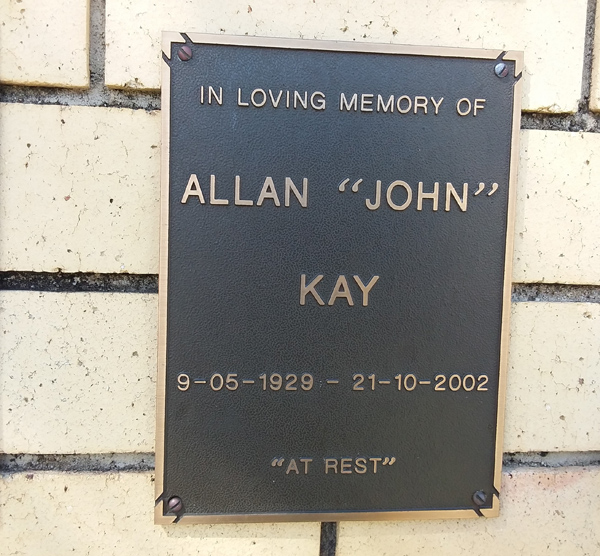 IN LOVING MEMORY OF
ALLAN “JOHN”
KAY
9-05-1929 - 21-10-2002
“AT REST”